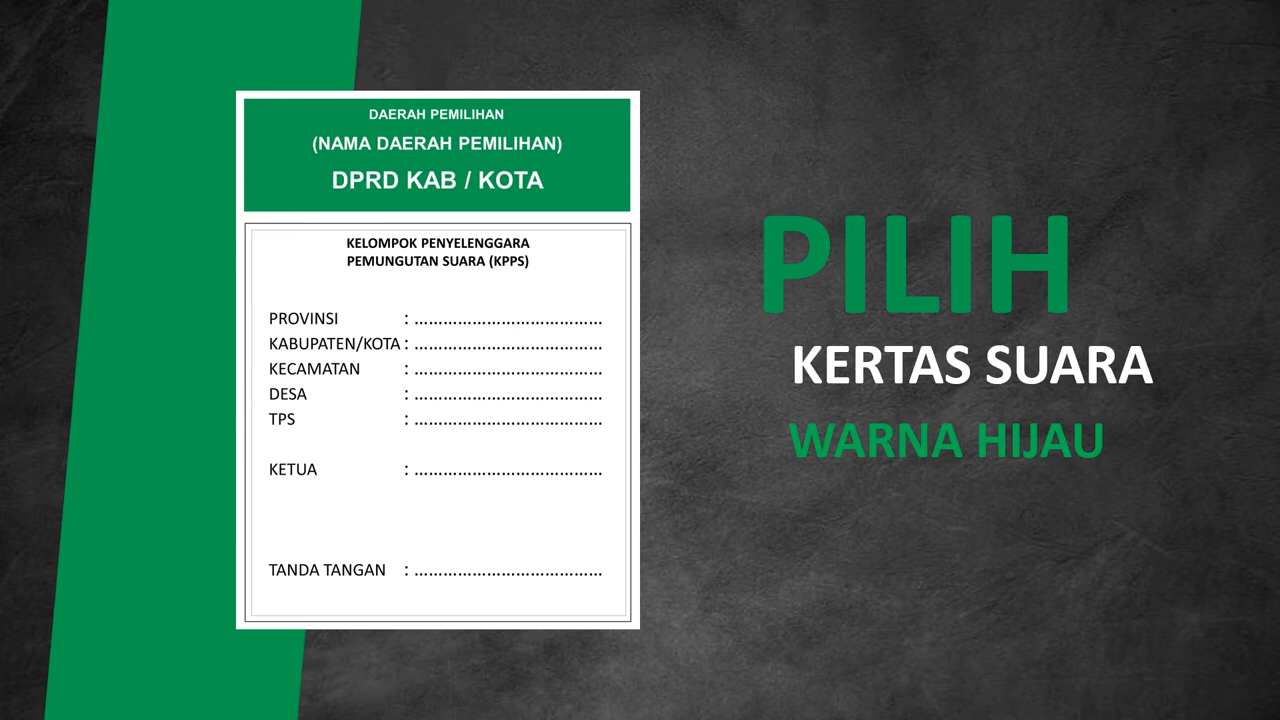 DAERAH PEMILIHAN
(NAMA DAERAH PEMILIHAN)
DPRD KAB / KOTA
KELOMPOK PENYELENGGARA
PEMUNGUTAN SUARA (KPPS)
PROVINSI : ........................................
KABUPATEN/KOTA : ........................................
KECAMATAN : ........................................
DESA : ........................................
TPS : ........................................
KETUA : ........................................
TANDA TANGAN : ........................................
PILIH
KERTAS SUARA
WARNA HIJAU